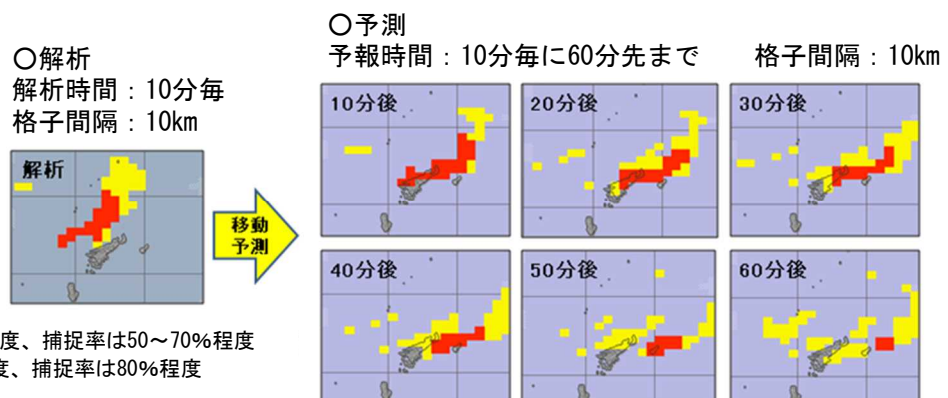 〇解析
解析時間：10分毎
格子間隔：10km
解析
移動
予測
〇予測
予報時間：10分毎に60分先まで　　格子間隔：10km
10分後
20分後
30分後
40分後
50分後
60分後
度、捕捉率は50～70%程度
度、捕捉率は80%程度